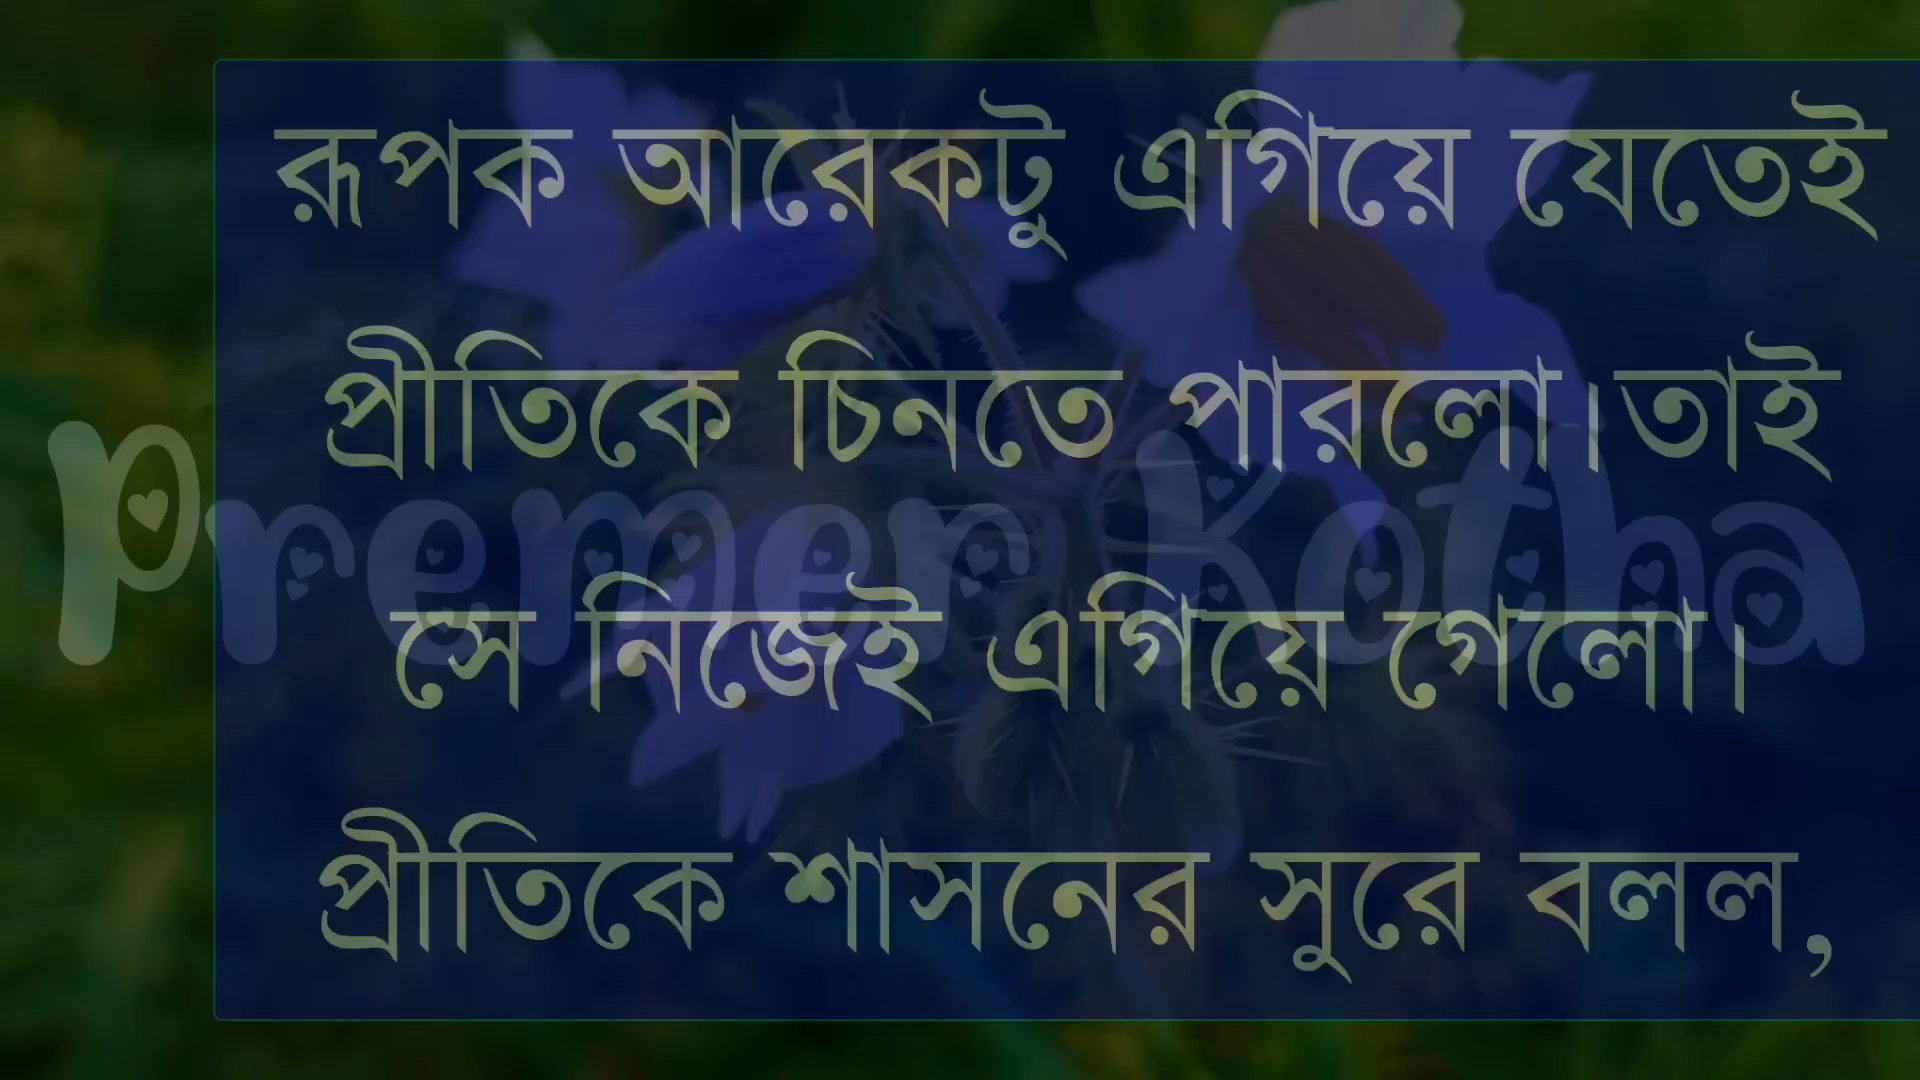 রূপক আরেকটু এগিয়ে যেতেই
প্রীতিকে চিনতে পারলো।তাই
Premer Kotha
সে নিজেই এগিয়ে গেলো।
প্রীতিকে শাসনের সুরে বলল,